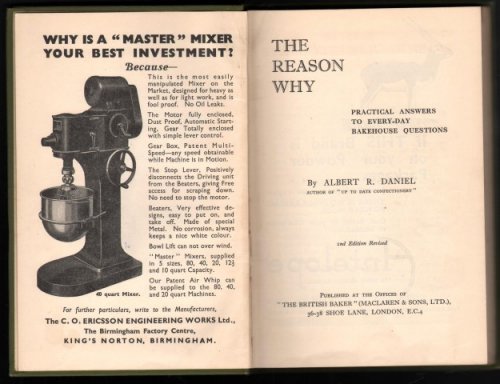 WHY IS A "MASTER" MIXER
YOUR BEST INVESTMENT?
Because—
This is the most easily
manipulated Mixer on the
Market, designed for heavy as
well as for light work, and is
fool proof. No Oil Leaks.
The Motor fully enclosed,
Dust Proof, Automatic Start-
ing, Gear Totally enclosed
with simple lever control.
Gear Box, Patent Multi-
Speed—any speed obtainable
while Machine is in Motion.
The Stop Lever, Positively
disconnects the Driving unit
from the Beaters, giving Free
access for scraping down.
No need to stop the motor.
Beaters, Very effective de-
signs, easy to put on, and
take off. Made of special
Metal. No corrosion, always
keeps a nice white colour.
Bowl Lift can not over wind.
"Master" Mixers, supplied
in 5 sizes, 80, 40, 20, 12½
and 10 quart Capacity.
Our Patent Air Whip can
be supplied to the 80, 40,
and 20 quart Machines.
40 quart Mixer.
For further particulars, write to the Manufacturers,
The C. O. ERICSSON ENGINEERING WORKS Ltd.,
The Birmingham Factory Centre,
KING'S NORTON, BIRMINGHAM.
THE
REASON
WHY
PRACTICAL ANSWERS
TO EVERY-DAY
BAKEHOUSE QUESTIONS
By ALBERT R. DANIEL
AUTHOR OF "UP TO DATE CONFECTIONERY"
2nd Edition Revised
PUBLISHED AT THE OFFICES OF
"THE BRITISH BAKER" (MACLAREN & SONS, LTD.),
36-38 SHOE LANE, LONDON, E.C.4